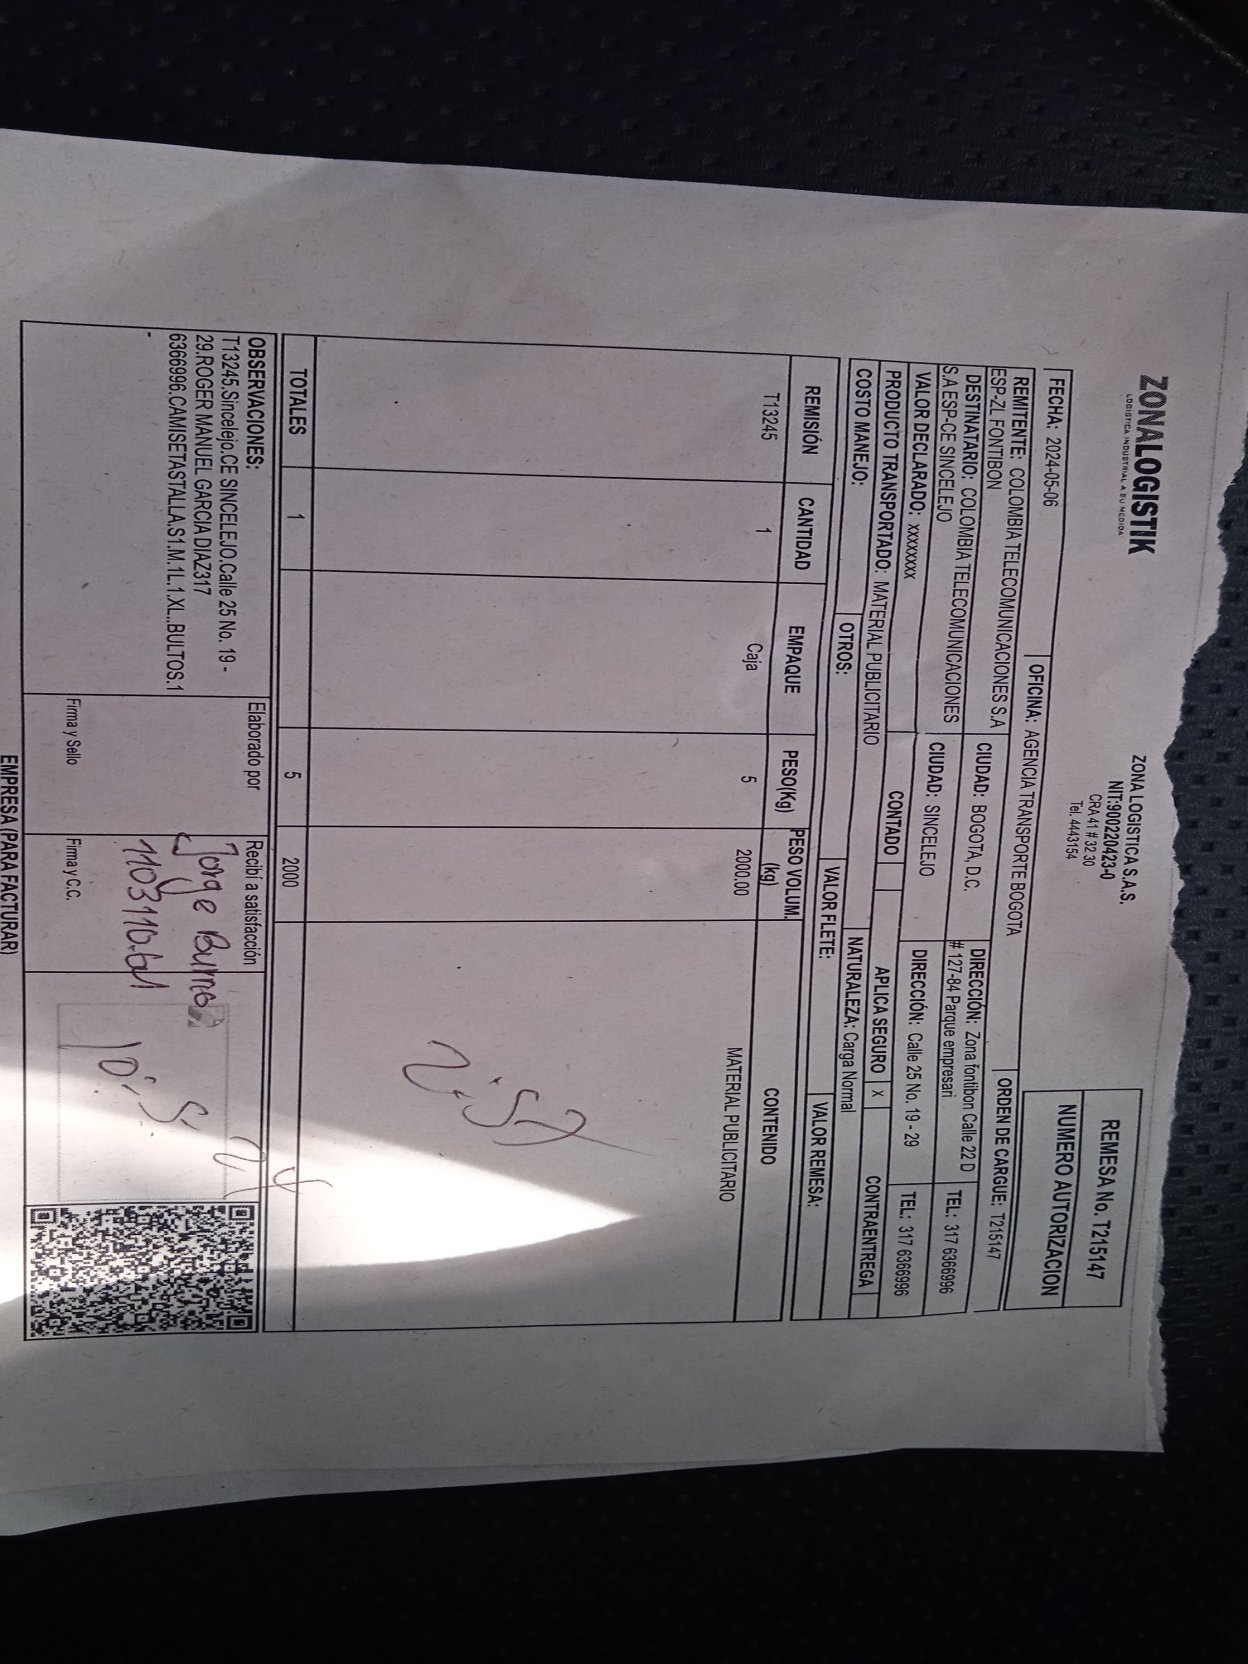 ZONALOGISTIK
LOGISTICA INDUSTRIAL A SU MEDIDA
ZONA LOGISTICA S.A.S.
NIT:900220423-0
CRA 41 # 32 30
Tel. 4443154
REMESA No. T215147
NUMERO AUTORIZACION
FECHA: 2024-05-06 OFICINA: AGENCIA TRANSPORTE BOGOTA ORDEN DE CARGUE: T215147
REMITENTE: COLOMBIA TELECOMUNICACIONES S.A
ESP-ZL FONTIBON
CIUDAD: BOGOTA, D.C.
DIRECCIÓN: Zona fontibon Calle 22 D
# 127-84 Parque empresari
TEL: 317 6366996
DESTINATARIO: COLOMBIA TELECOMUNICACIONES
S.A ESP-CE SINCELEJO
CIUDAD: SINCELEJO
DIRECCIÓN: Calle 25 No. 19 - 29
TEL: 317 6366996
VALOR DECLARADO: xxxxxxxx CONTADO APLICA SEGURO X CONTRAENTREGA
PRODUCTO TRANSPORTADO: MATERIAL PUBLICITARIO NATURALEZA: Carga Normal
COSTO MANEJO: OTROS: VALOR FLETE: VALOR REMESA:
REMISIÓN CANTIDAD EMPAQUE PESO(Kg) PESO VOLUM. (kg) CONTENIDO
T13245 1 Caja 5 2000.00 MATERIAL PUBLICITARIO
TOTALES 1 5 2000
OBSERVACIONES:
T13245.Sincelejo.CE SINCELEJO.Calle 25 No. 19 -
29.ROGER MANUEL GARCIA DIAZ317
6366996.CAMISETASTALLA.S1.M.1L.1.XL..BULTOS.1
.
Elaborado por
Firma y Sello
Recibi a satisfacción
Jorge
Firma y C.C.
EMPRESA (PARA FACTURAR)